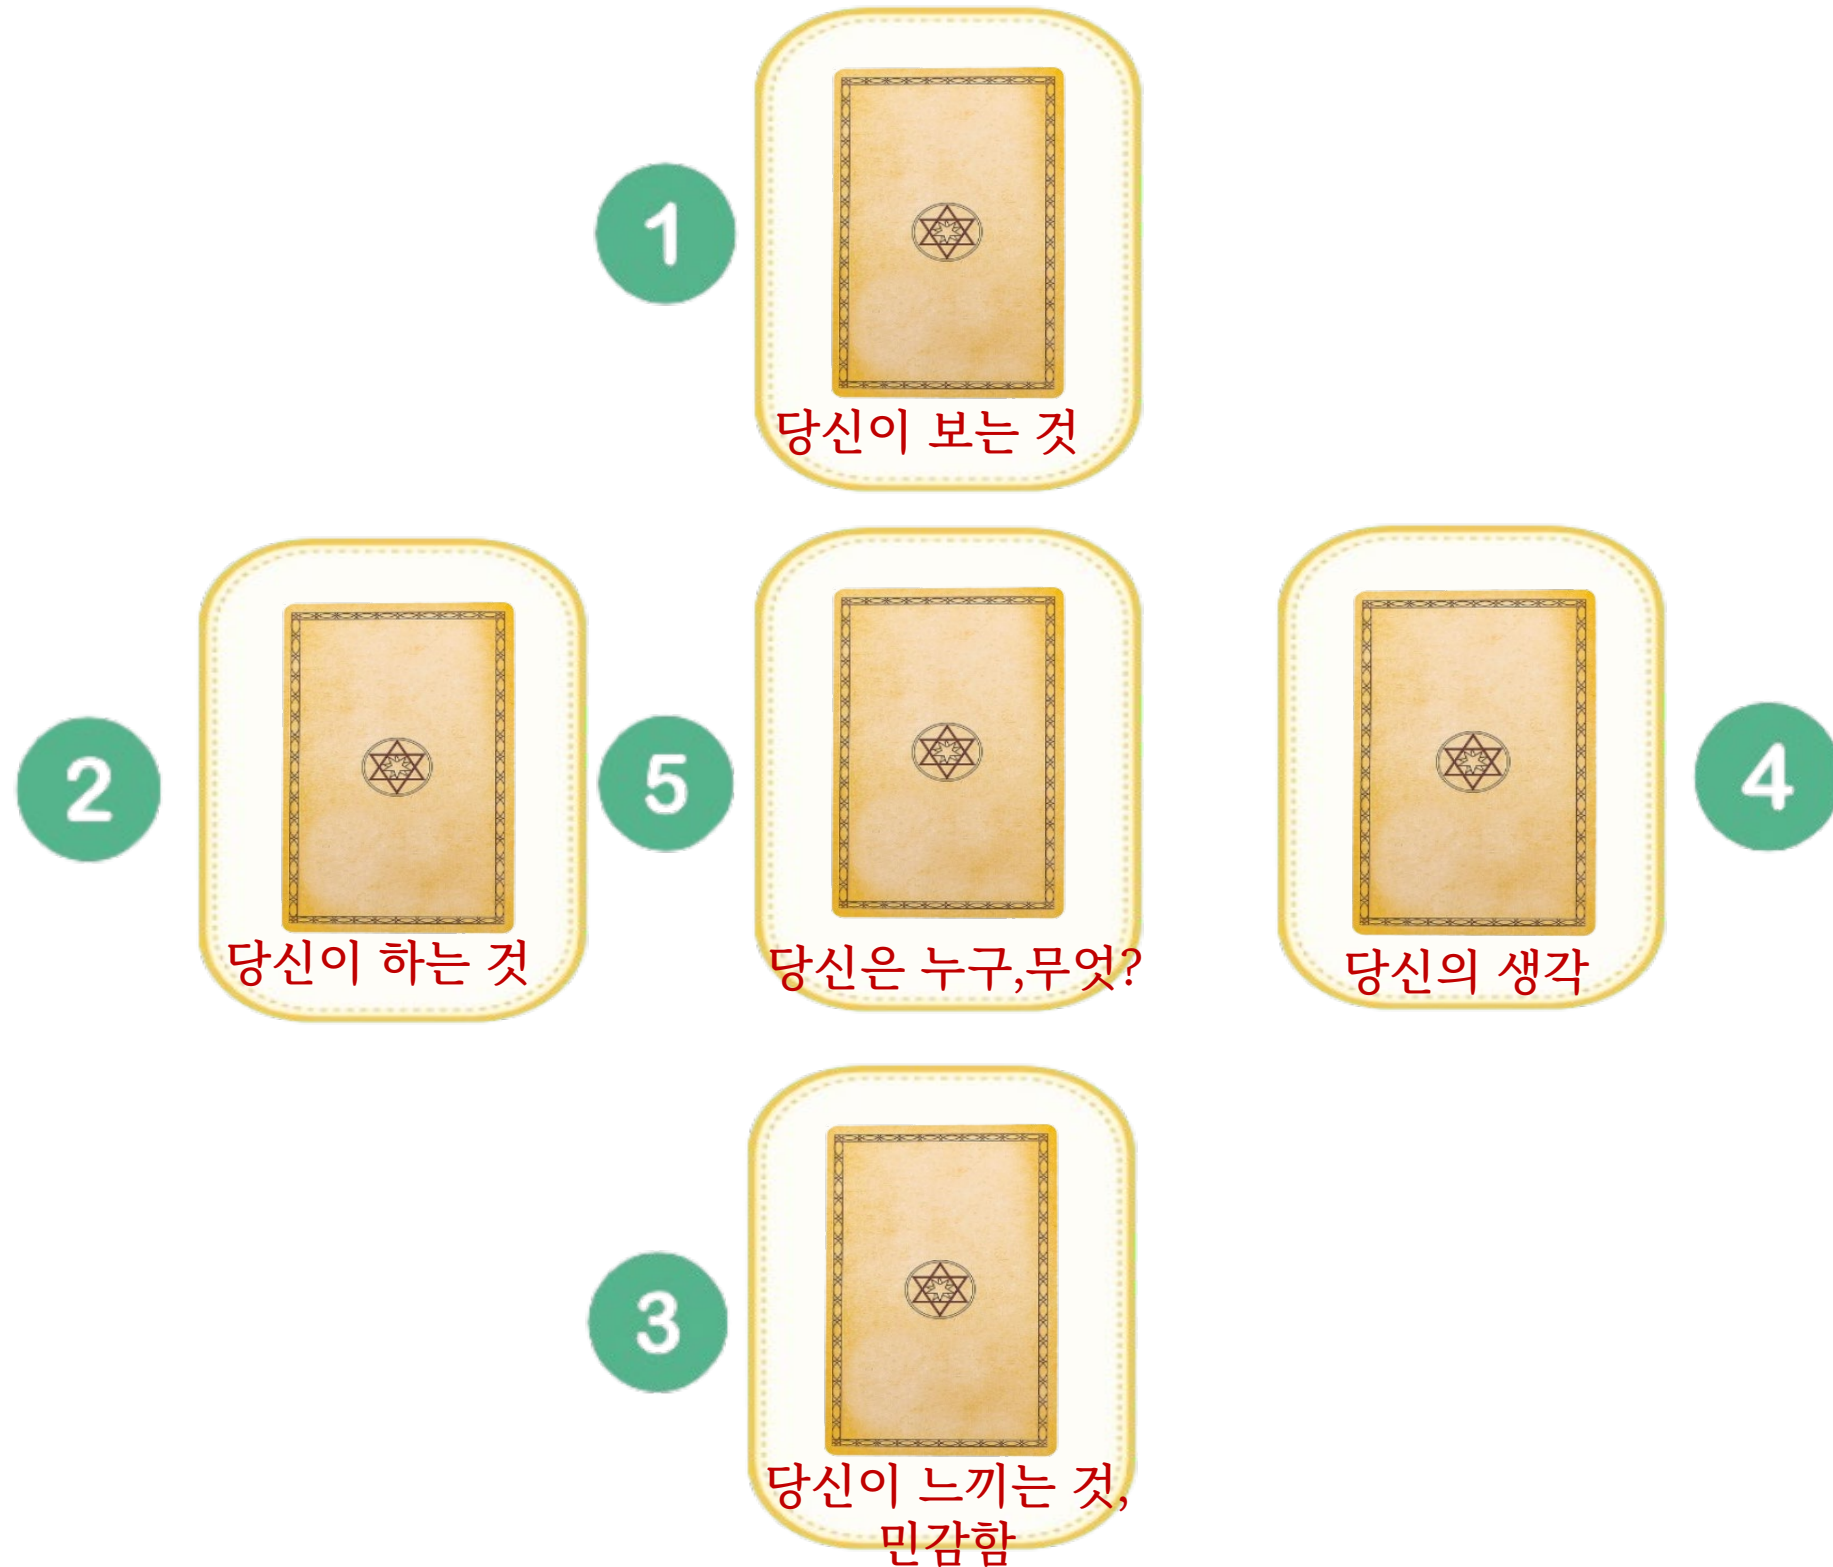 1
당신이 보는 것
2
당신이 하는 것
5
당신은 누구,무엇?
4
당신의 생각
3
당신이 느끼는 것,
민감함